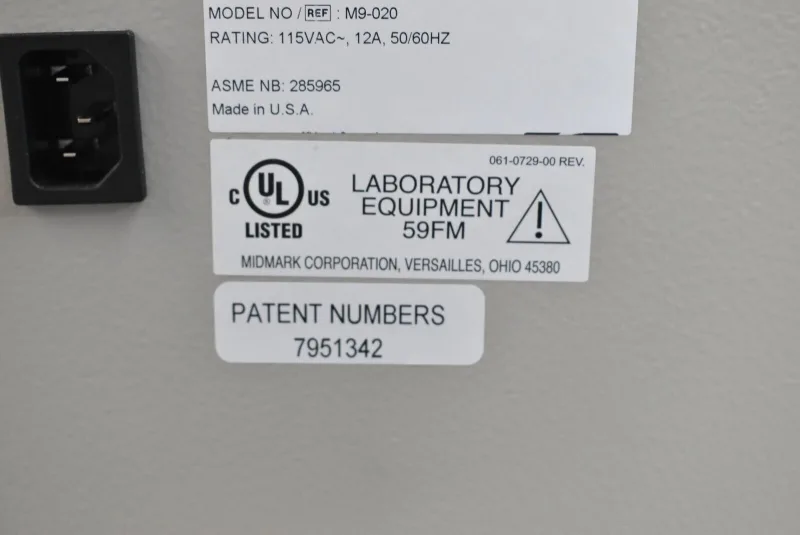 MODEL NO / REF : M9-020
RATING: 115VAC~, 12A, 50/60HZ
ASME NB: 285965
Made in U.S.A.
061-0729-00 REV.
C UL ® US
LISTED
LABORATORY
EQUIPMENT
59FM
!
MIDMARK CORPORATION, VERSAILLES, OHIO 45380
PATENT NUMBERS
7951342